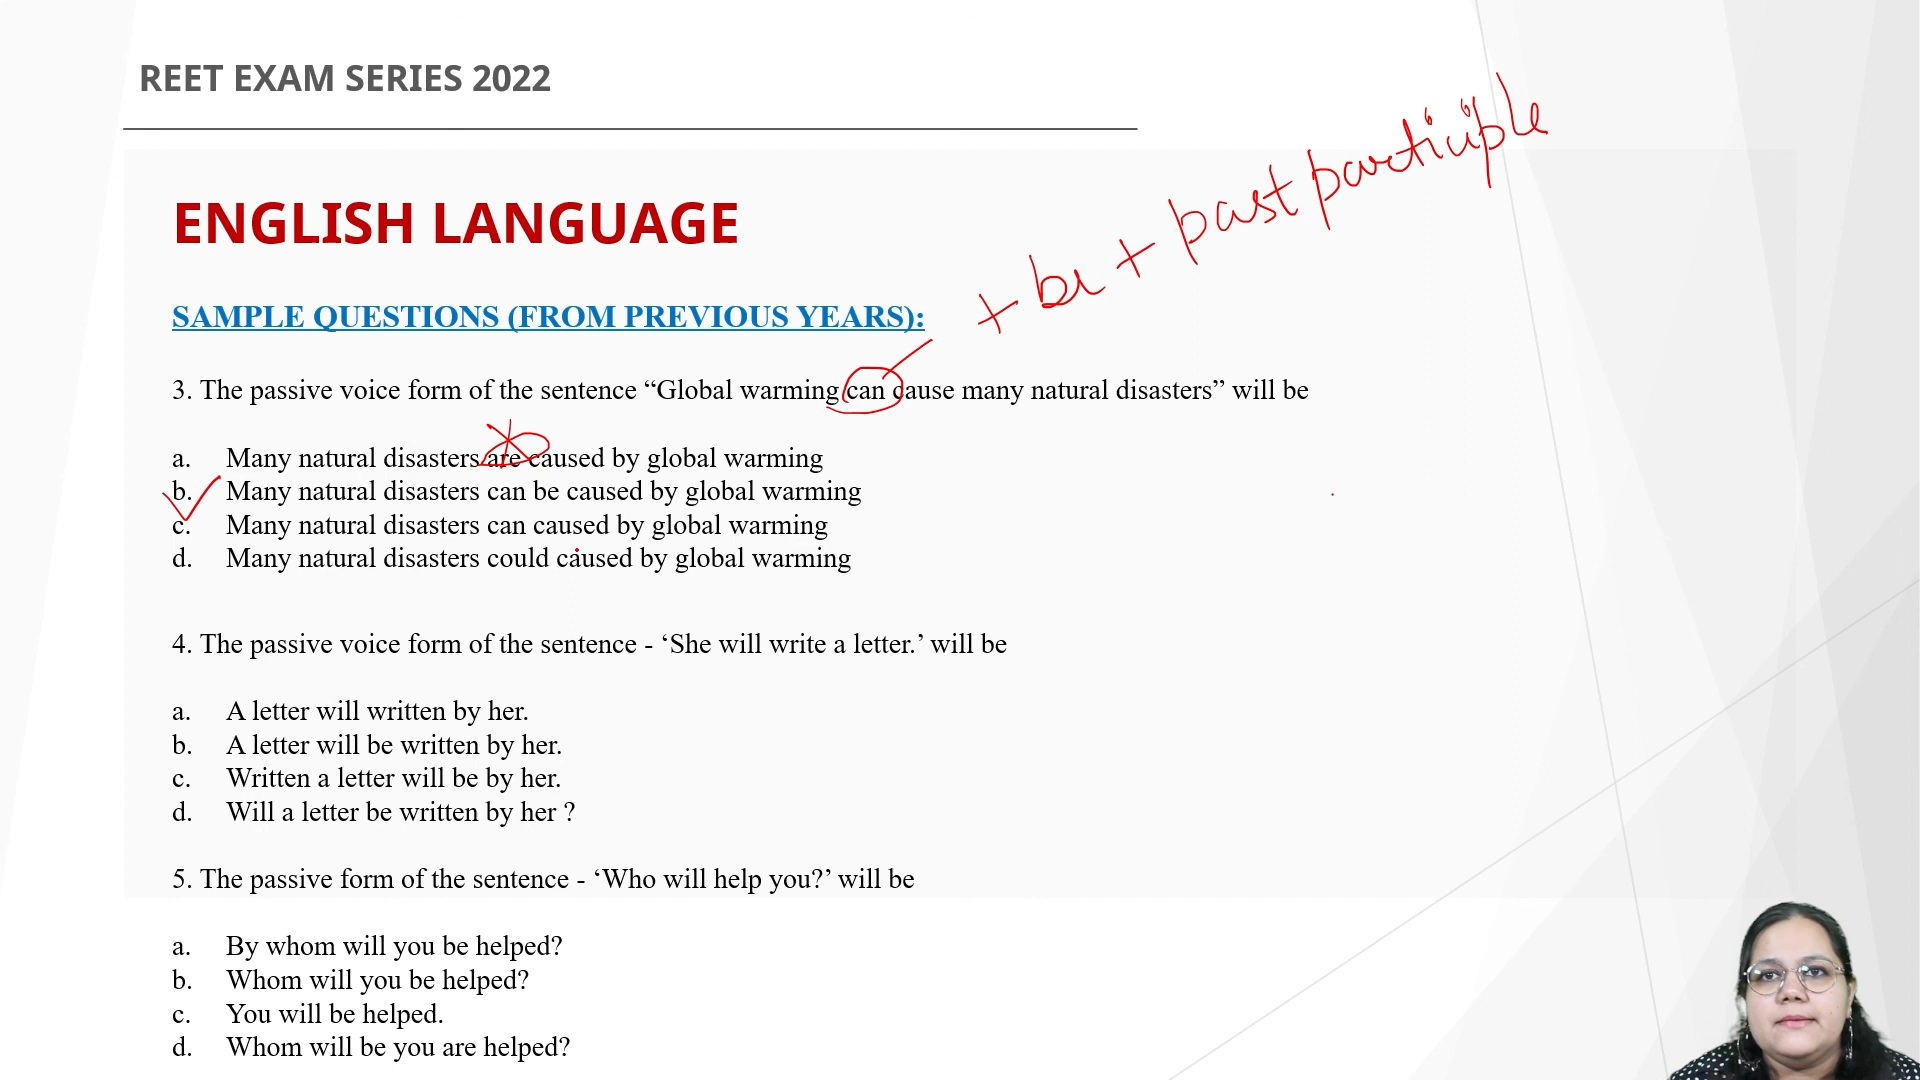 REET EXAM SERIES 2022
+ be + past participle
ENGLISH LANGUAGE
SAMPLE QUESTIONS (FROM PREVIOUS YEARS):
3. The passive voice form of the sentence “Global warming can cause many natural disasters” will be
a. Many natural disasters are caused by global warming
b. Many natural disasters can be caused by global warming
c. Many natural disasters can caused by global warming
d. Many natural disasters could caused by global warming
4. The passive voice form of the sentence - ‘She will write a letter.’ will be
a. A letter will written by her.
b. A letter will be written by her.
c. Written a letter will be by her.
d. Will a letter be written by her ?
5. The passive form of the sentence - ‘Who will help you?’ will be
a. By whom will you be helped?
b. Whom will you be helped?
c. You will be helped.
d. Whom will be you are helped?